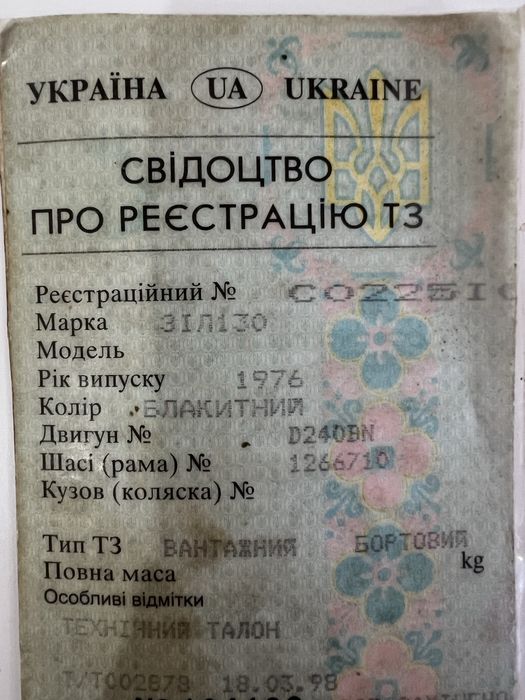 УКРАЇНА UA UKRAINE
СВІДОЦТВО
ПРО РЕЄСТРАЦІЮ ТЗ
Реєстраційний №
Марка ЗІЛ130
Модель
Рік випуску 1976
Колір БЛАКИТНИЙ
Двигун № D240BN
Шасі (рама) № 1266710
Кузов (коляска) №
Тип ТЗ ВАНТАЖНИЙ БОРТОВИЙ
Повна маса kg
Особливі відмітки
ТЕХНІЧНИЙ ТАЛОН
Т/Т002878 18.03.98